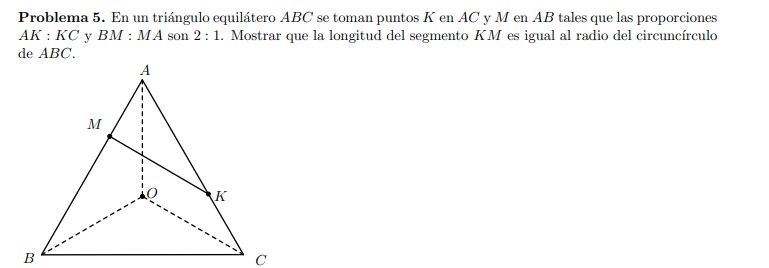 Problema 5. En un triángulo equilátero ABC se toman puntos K en AC y M en AB tales que las proporciones
AK : KC y BM : MA son 2 : 1. Mostrar que la longitud del segmento KM es igual al radio del circuncírculo
de ABC.
A
M
O
K
B
C